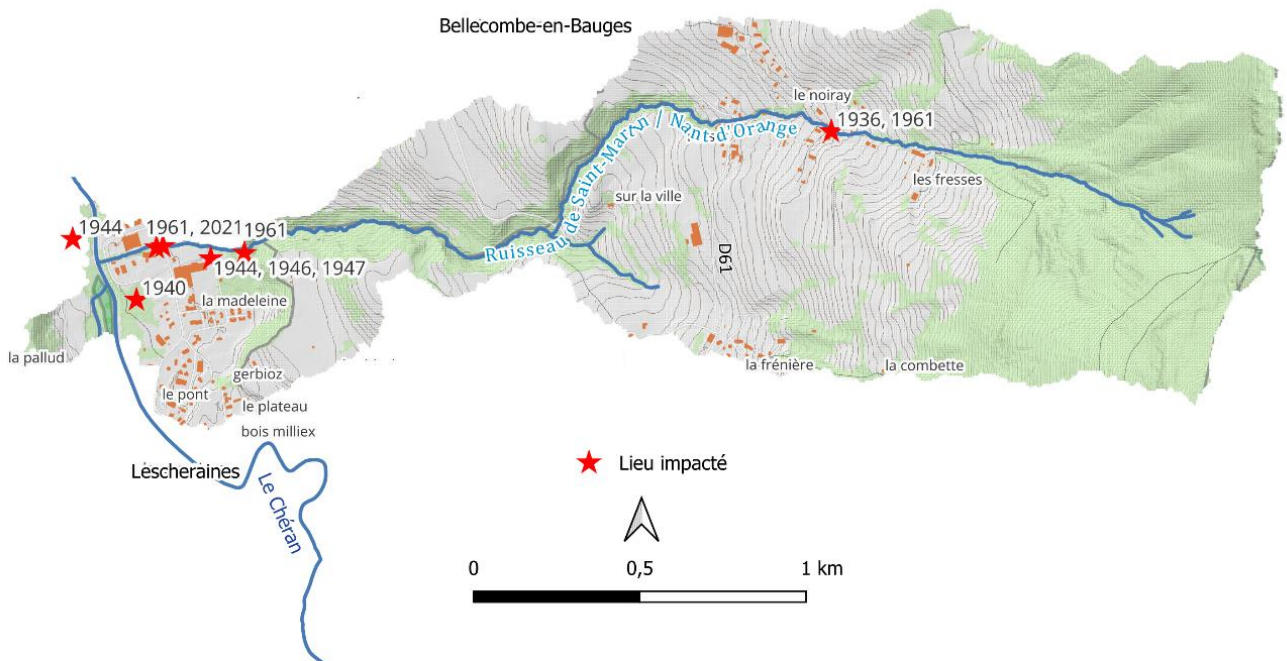 Bellecombe-en-Bauges
le noiray
1936, 1961
Ruisseau de Saint-Martin / Nant d'Orange
les fresses
sur la ville
D61
1944
1961, 2021
1961
1944, 1946, 1947
1940
la madeleine
la pallud
gerbioz
le pont
le plateau
bois milliex
la frénière
la combette
Lescheraines
Le Chéran
Lieu impacté
0
0,5
1 km